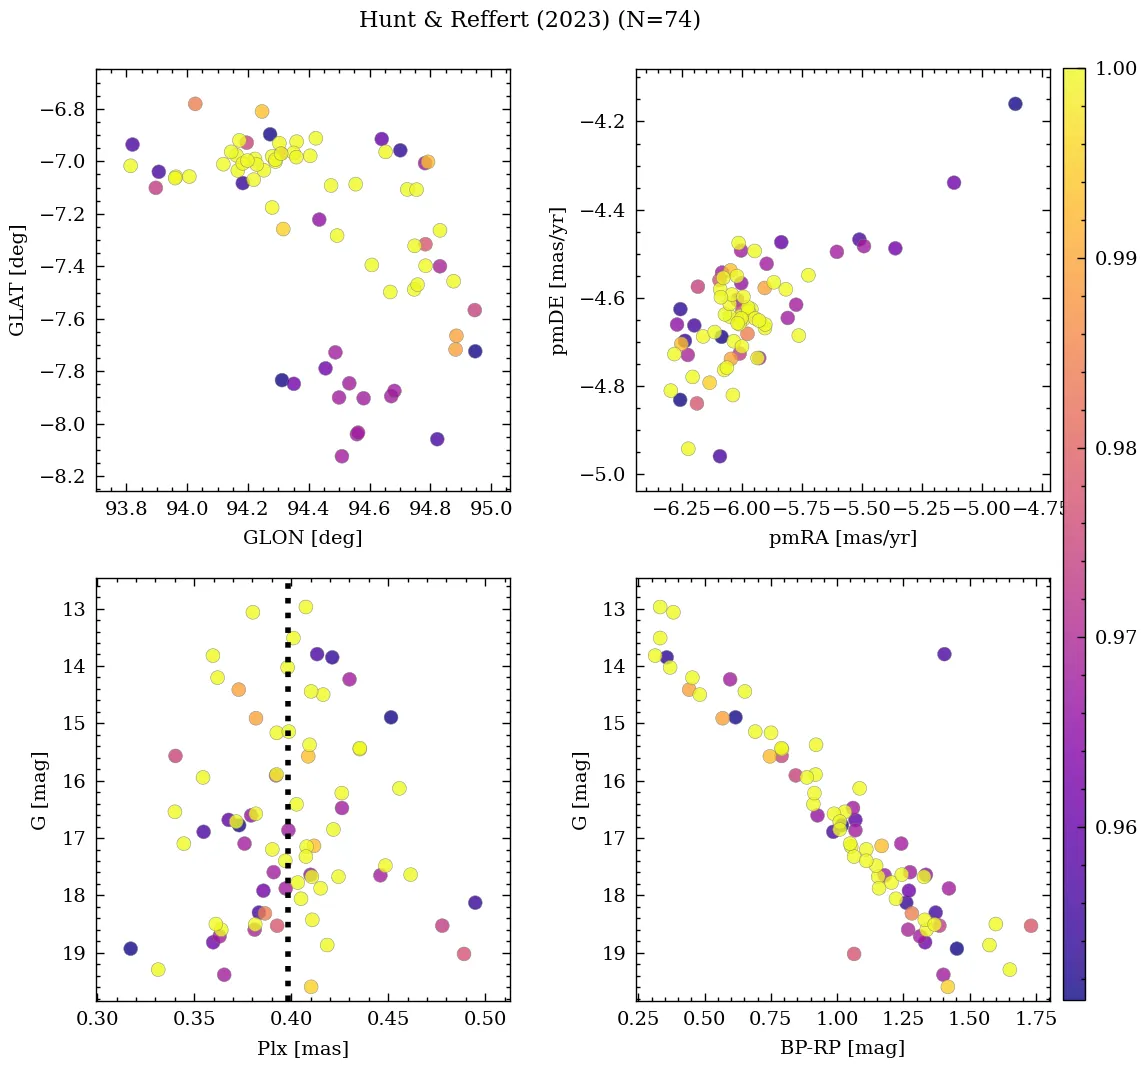 Hunt & Reffert (2023) (N=74)
−6.8
−7.0
−7.2
−7.4
−7.6
−7.8
−8.0
−8.2
GLAT [deg]
93.8 94.0 94.2 94.4 94.6 94.8 95.0
GLON [deg]
−4.2
−4.4
−4.6
−4.8
−5.0
pmDE [mas/yr]
−6.25 −6.00 −5.75 −5.50 −5.25 −5.00 −4.75
pmRA [mas/yr]
1.00
0.99
0.98
0.97
0.96
13
14
15
16
17
18
19
G [mag]
0.30 0.35 0.40 0.45 0.50
Plx [mas]
13
14
15
16
17
18
19
G [mag]
0.25 0.50 0.75 1.00 1.25 1.50 1.75
BP-RP [mag]